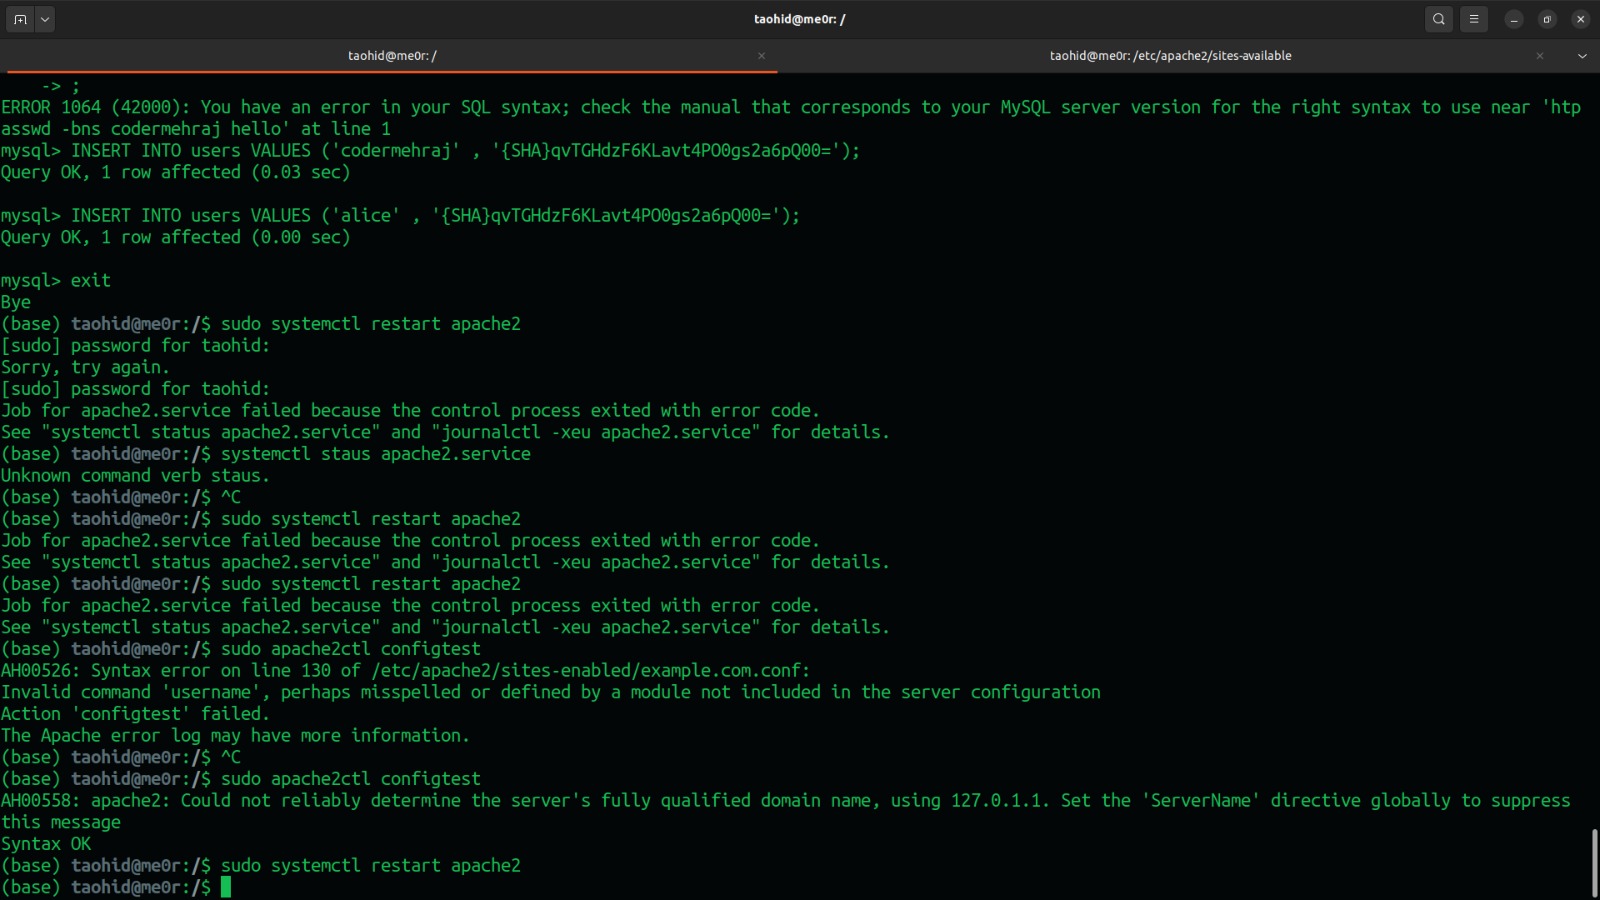 taohid@me0r: /
taohid@me0r: /
taohid@me0r: /etc/apache2/sites-available
-> ;
ERROR 1064 (42000): You have an error in your SQL syntax; check the manual that corresponds to your MySQL server version for the right syntax to use near 'htp
asswd -bns codermehraj hello' at line 1
mysql> INSERT INTO users VALUES ('codermehraj' , '{SHA}qvTGHdzF6KLavt4PO0gs2a6pQ00=');
Query OK, 1 row affected (0.03 sec)
mysql> INSERT INTO users VALUES ('alice' , '{SHA}qvTGHdzF6KLavt4PO0gs2a6pQ00=');
Query OK, 1 row affected (0.00 sec)
mysql> exit
Bye
(base) taohid@me0r:/$ sudo systemctl restart apache2
[sudo] password for taohid:
Sorry, try again.
[sudo] password for taohid:
Job for apache2.service failed because the control process exited with error code.
See "systemctl status apache2.service" and "journalctl -xeu apache2.service" for details.
(base) taohid@me0r:/$ systemctl staus apache2.service
Unknown command verb staus.
(base) taohid@me0r:/$ ^C
(base) taohid@me0r:/$ sudo systemctl restart apache2
Job for apache2.service failed because the control process exited with error code.
See "systemctl status apache2.service" and "journalctl -xeu apache2.service" for details.
(base) taohid@me0r:/$ sudo systemctl restart apache2
Job for apache2.service failed because the control process exited with error code.
See "systemctl status apache2.service" and "journalctl -xeu apache2.service" for details.
(base) taohid@me0r:/$ sudo apache2ctl configtest
AH00526: Syntax error on line 130 of /etc/apache2/sites-enabled/example.com.conf:
Invalid command 'username', perhaps misspelled or defined by a module not included in the server configuration
Action 'configtest' failed.
The Apache error log may have more information.
(base) taohid@me0r:/$ ^C
(base) taohid@me0r:/$ sudo apache2ctl configtest
AH00558: apache2: Could not reliably determine the server's fully qualified domain name, using 127.0.1.1. Set the 'ServerName' directive globally to suppress
this message
Syntax OK
(base) taohid@me0r:/$ sudo systemctl restart apache2
(base) taohid@me0r:/$